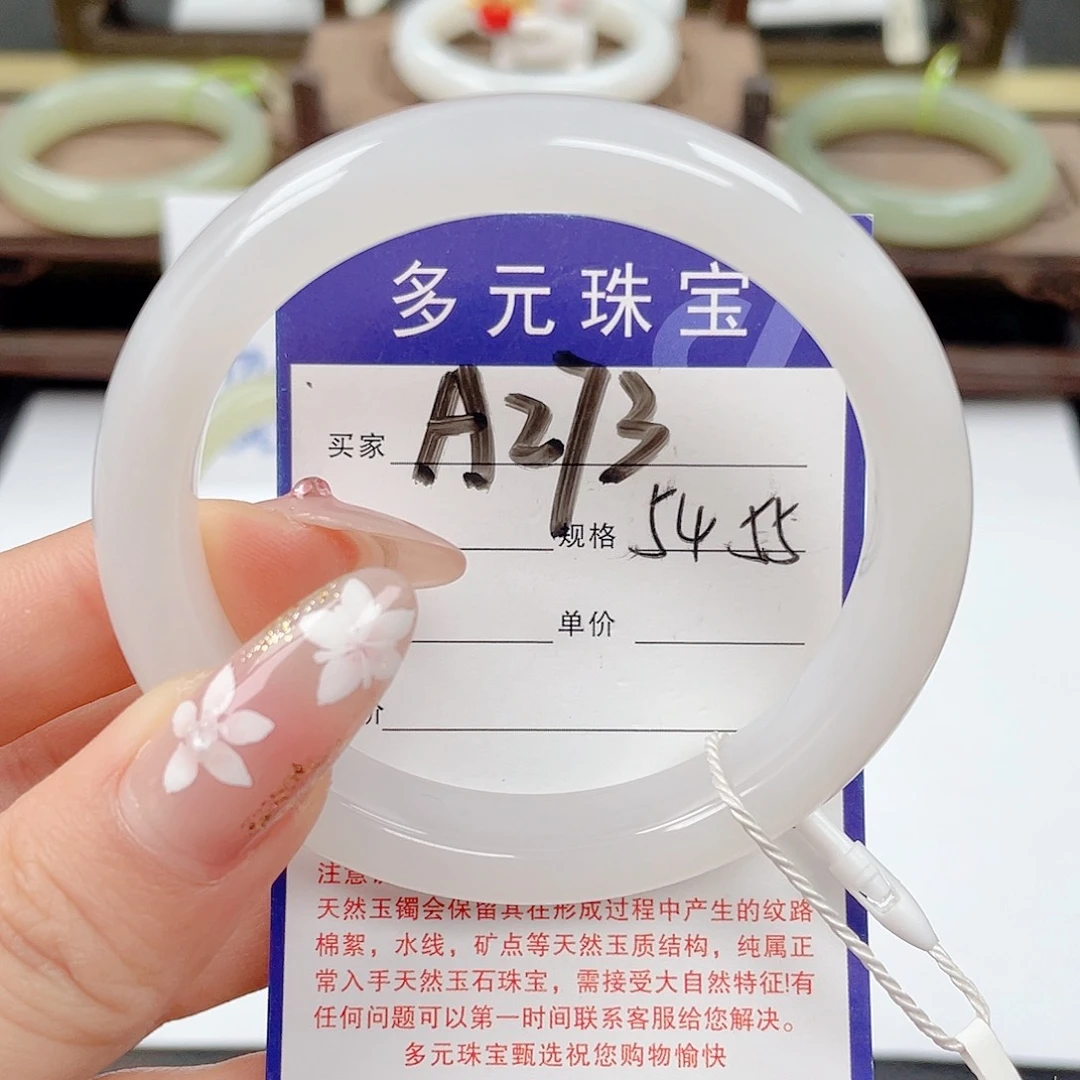 多元珠宝
买家 A273
规格 54 55
单价
价
注意
天然玉镯会保留其在形成过程中产生的纹路
棉絮，水线，矿点等天然玉质结构，纯属正
常入手天然玉石珠宝，需接受大自然特征!有
任何问题可以第一时间联系客服给您解决。
多元珠宝甄选祝您购物愉快